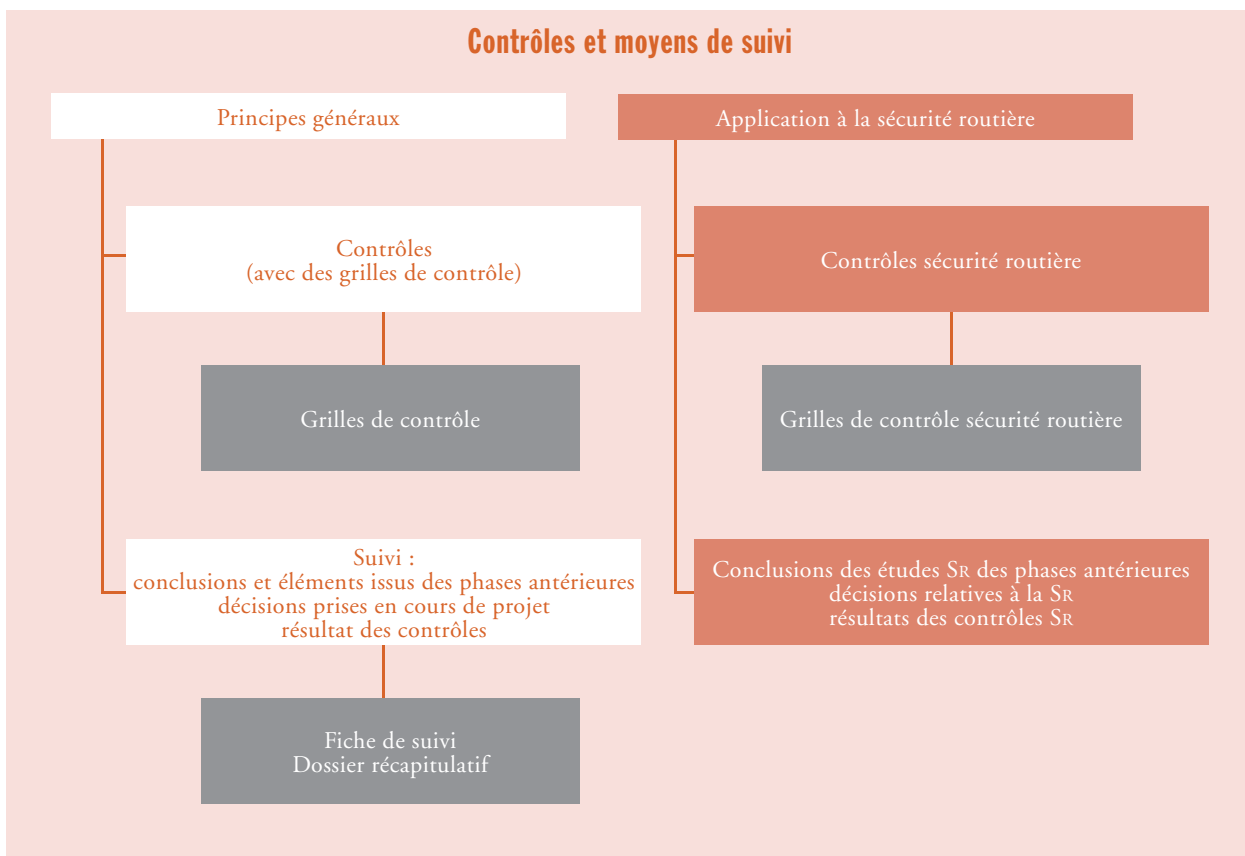 Contrôles et moyens de suivi
Principes généraux
Contrôles
(avec des grilles de contrôle)
Grilles de contrôle
Suivi :
conclusions et éléments issus des phases antérieures
décisions prises en cours de projet
résultat des contrôles
Fiche de suivi
Dossier récapitulatif
Application à la sécurité routière
Contrôles sécurité routière
Grilles de contrôle sécurité routière
Conclusions des études SR des phases antérieures
décisions relatives à la SR
résultats des contrôles SR